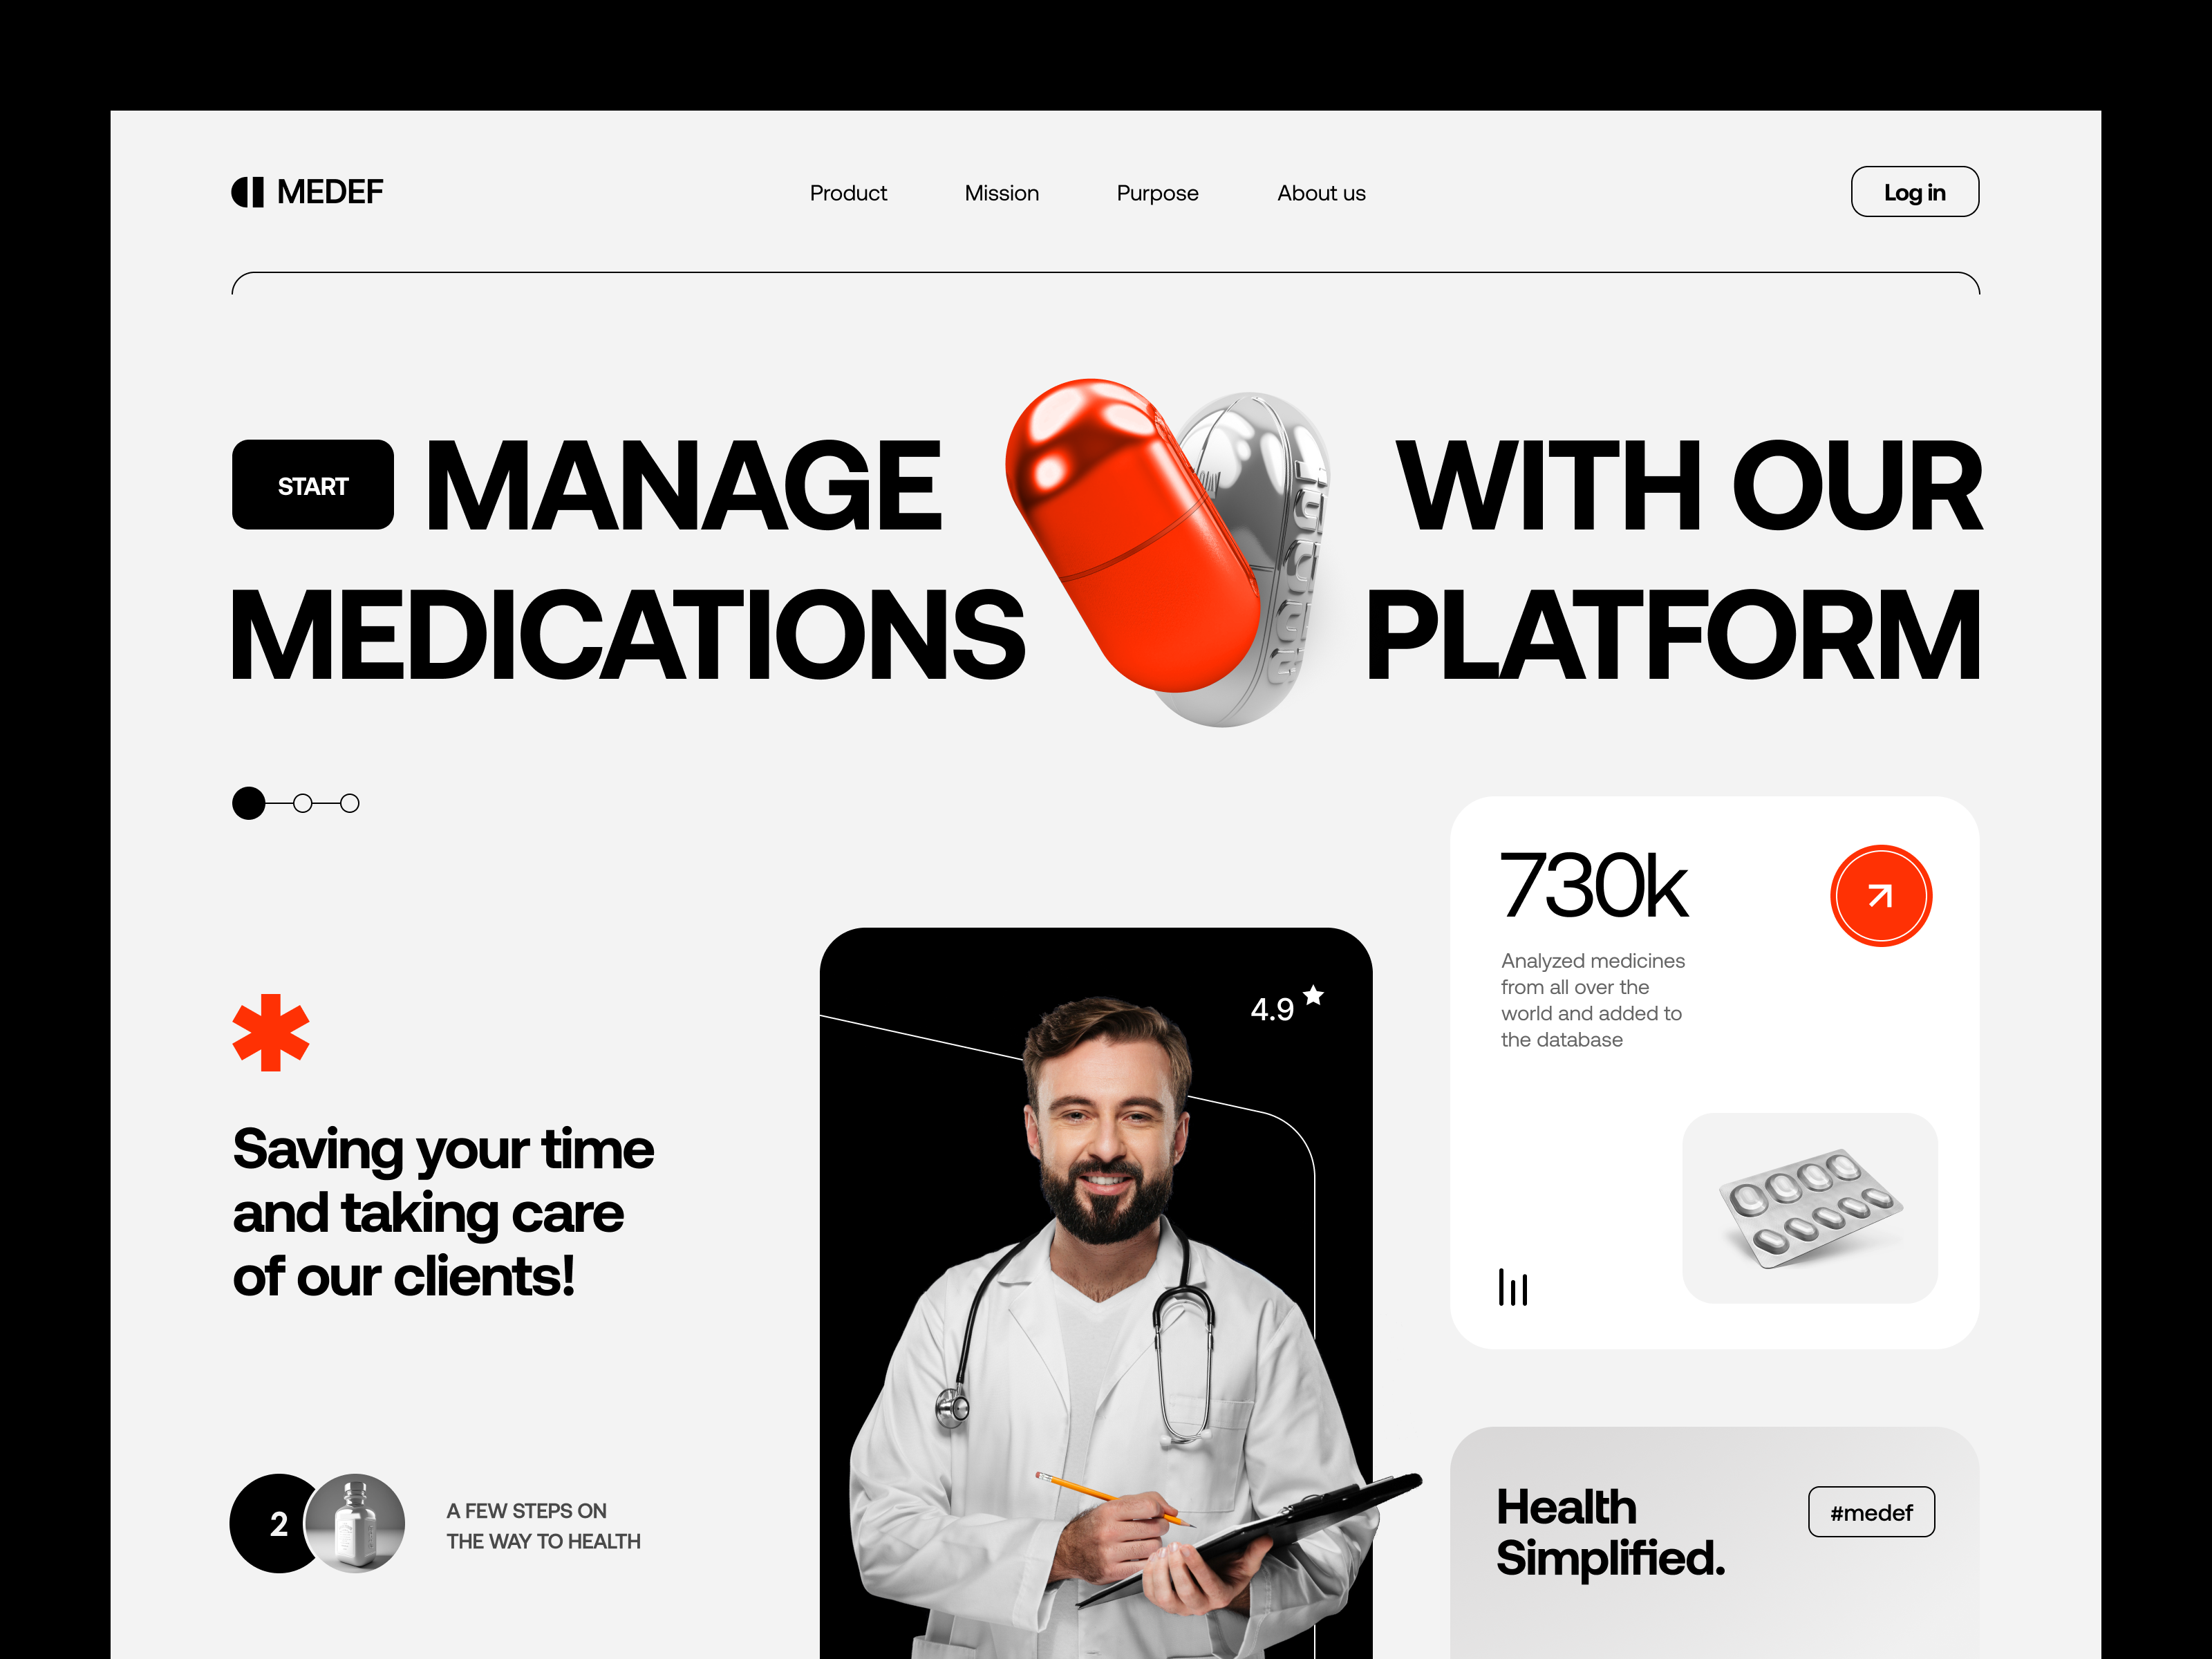 MEDEF
Product
Mission
Purpose
About us
Log in
START
MANAGE
WITH OUR
MEDICATIONS
PLATFORM
730k
Analyzed medicines
from all over the
world and added to
the database
4.9
Saving your time
and taking care
of our clients!
2
A FEW STEPS ON
THE WAY TO HEALTH
Health
Simplified.
#medef